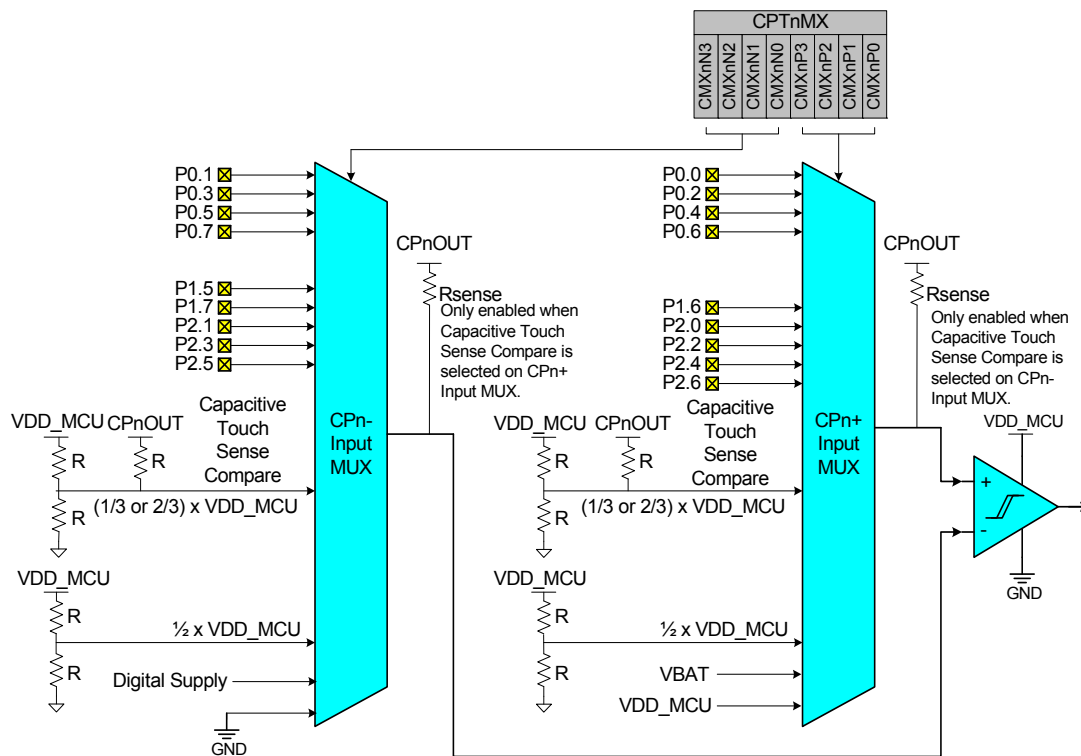 CPTnMX
CMXnN3
CMXnN2
CMXnN1
CMXnN0
CMXnP3
CMXnP2
CMXnP1
CMXnP0
P0.1
P0.3
P0.5
P0.7
P1.5
P1.7
P2.1
P2.3
P2.5
CPnOUT
Rsense
Only enabled when
Capacitive Touch
Sense Compare is
selected on CPn+
Input MUX.
VDD_MCU
R
R
CPnOUT
R
Capacitive
Touch
Sense
Compare
(1/3 or 2/3) x VDD_MCU
CPn-
Input
MUX
VDD_MCU
R
R
½ x VDD_MCU
Digital Supply
GND
P0.0
P0.2
P0.4
P0.6
P1.6
P2.0
P2.2
P2.4
P2.6
CPnOUT
Rsense
Only enabled when
Capacitive Touch
Sense Compare is
selected on CPn-
Input MUX.
VDD_MCU
R
R
CPnOUT
R
Capacitive
Touch
Sense
Compare
(1/3 or 2/3) x VDD_MCU
CPn+
Input
MUX
VDD_MCU
R
R
½ x VDD_MCU
VBAT
VDD_MCU
VDD_MCU
+
-
GND